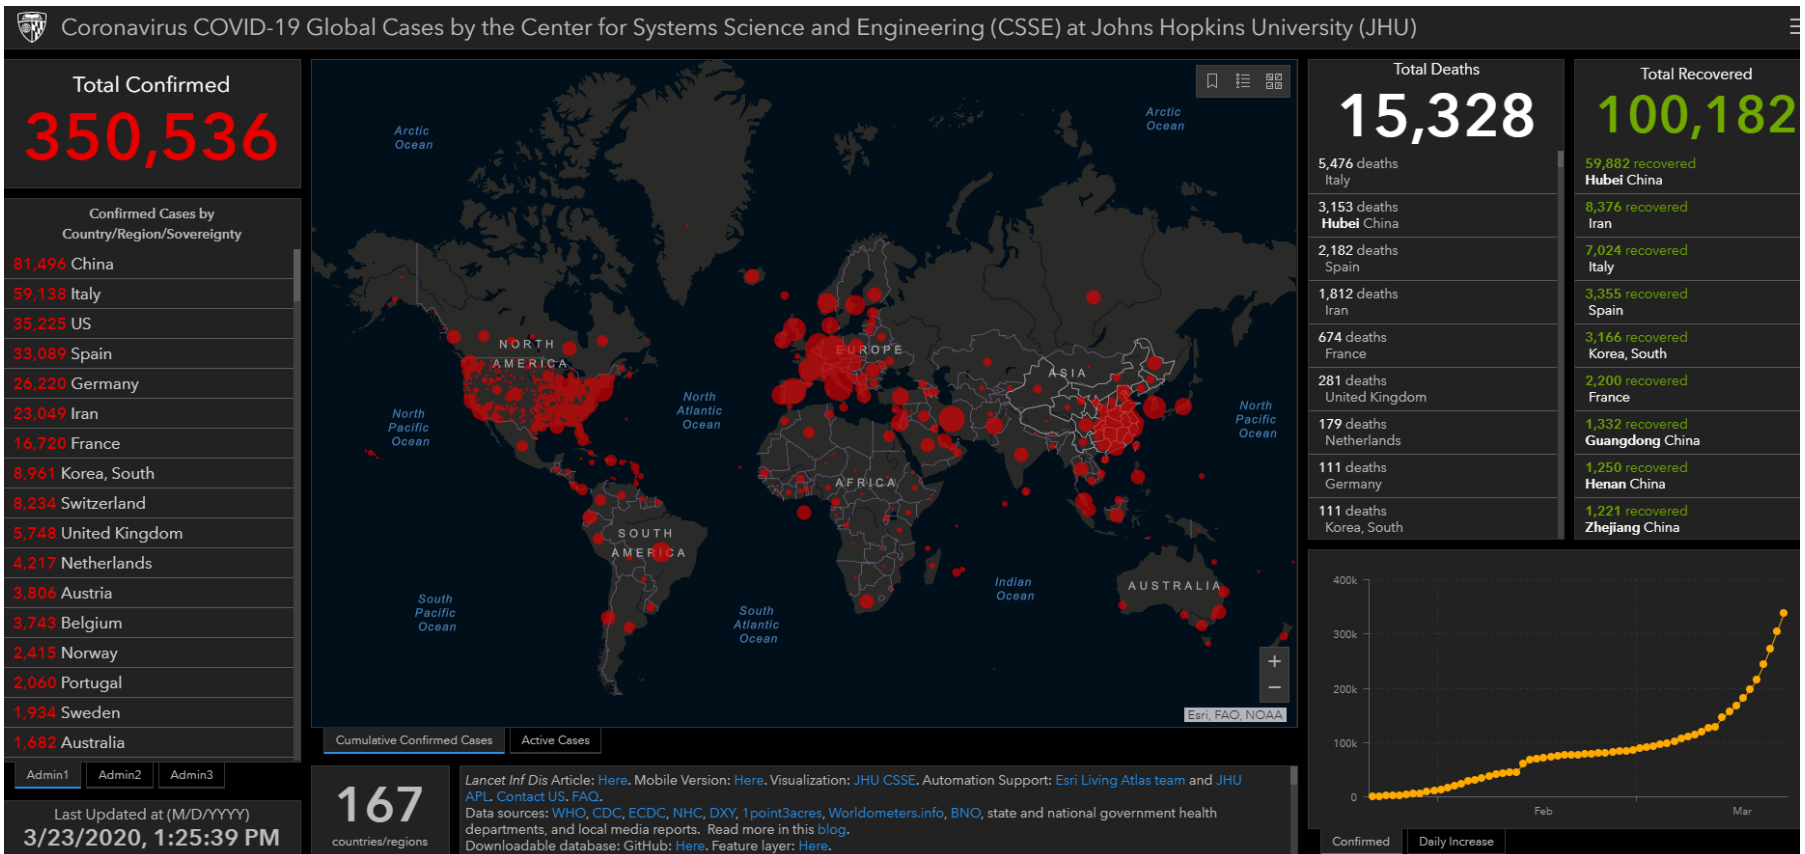 Coronavirus COVID-19 Global Cases by the Center for Systems Science and Engineering (CSSE) at Johns Hopkins University (JHU)
Total Confirmed
350,536
Confirmed Cases by
Country/Region/Sovereignty
81,496 China
59,138 Italy
35,225 US
33,089 Spain
26,220 Germany
23,049 Iran
16,720 France
8,961 Korea, South
8,234 Switzerland
5,748 United Kingdom
4,217 Netherlands
3,806 Austria
3,743 Belgium
2,415 Norway
2,060 Portugal
1,934 Sweden
1,682 Australia
Admin1
Admin2
Admin3
Last Updated at (M/D/YYYY)
3/23/2020, 1:25:39 PM
Arctic
Ocean
Arctic
Ocean
NORTH
AMERICA
EUROPE
ASIA
North
Pacific
Ocean
North
Atlantic
Ocean
North
Pacific
Ocean
AFRICA
SOUTH
AMERICA
AUSTRALIA
South
Pacific
Ocean
South
Atlantic
Ocean
Indian
Ocean
+
−
Esri, FAO, NOAA
Cumulative Confirmed Cases
Active Cases
167
countries/regions
Lancet Inf Dis Article: Here. Mobile Version: Here. Visualization: JHU CSSE. Automation Support: Esri Living Atlas team and JHU
APL. Contact US. FAQ.
Data sources: WHO, CDC, ECDC, NHC, DXY, 1point3acres, Worldometers.info, BNO, state and national government health
departments, and local media reports. Read more in this blog.
Downloadable database: GitHub: Here. Feature layer: Here.
Total Deaths
15,328
5,476 deaths
Italy
3,153 deaths
Hubei China
2,182 deaths
Spain
1,812 deaths
Iran
674 deaths
France
281 deaths
United Kingdom
179 deaths
Netherlands
111 deaths
Germany
111 deaths
Korea, South
Total Recovered
100,182
59,882 recovered
Hubei China
8,376 recovered
Iran
7,024 recovered
Italy
3,355 recovered
Spain
3,166 recovered
Korea, South
2,200 recovered
France
1,332 recovered
Guangdong China
1,250 recovered
Henan China
1,221 recovered
Zhejiang China
400k
300k
200k
100k
0
Feb
Mar
Confirmed
Daily Increase